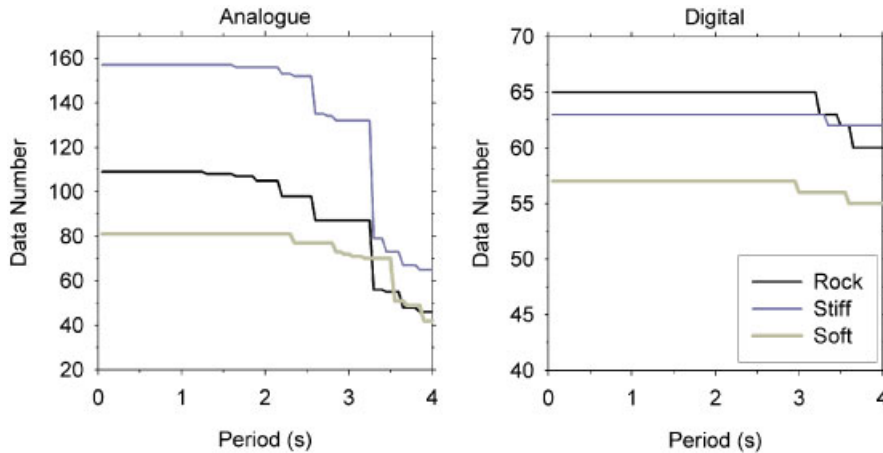 Analogue
160
140
120
100
80
60
40
20
0
1
2
3
4
Data Number
Period (s)
Digital
70
65
60
55
50
45
40
0
1
2
3
4
Data Number
Period (s)
Rock
Stiff
Soft